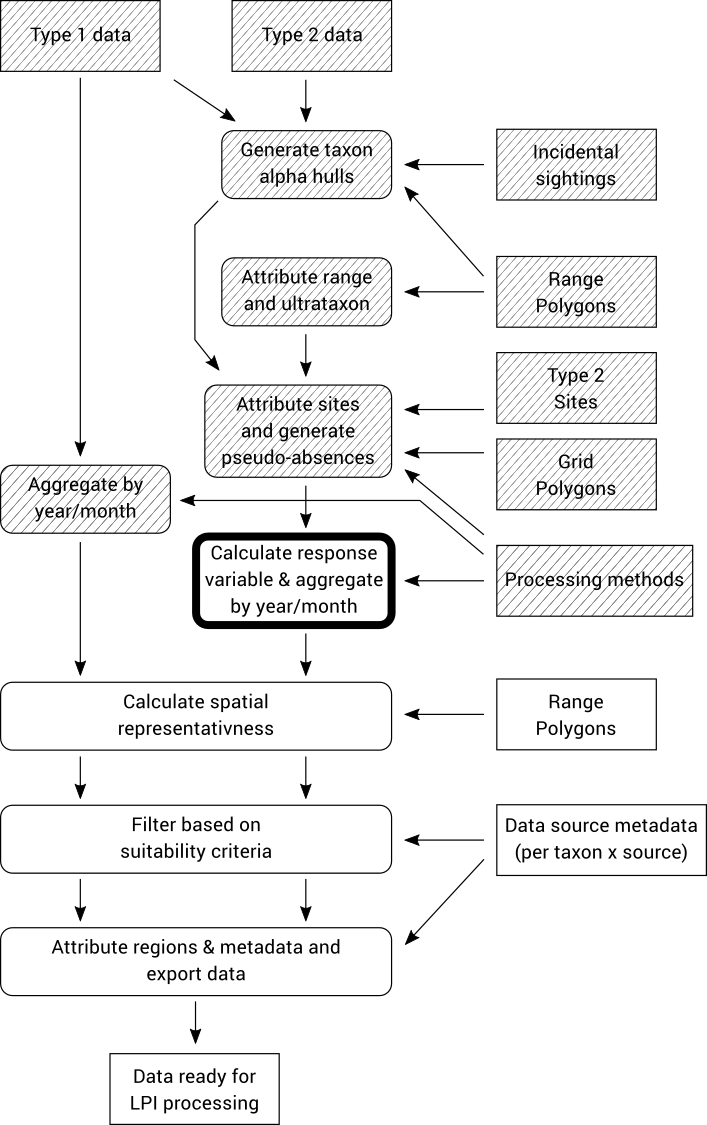 Type 1 data
Type 2 data
Generate taxon
alpha hulls
Incidental
sightings
Attribute range
and ultrataxon
Range
Polygons
Attribute sites
and generate
pseudo-absences
Type 2
Sites
Grid
Polygons
Aggregate by
year/month
Calculate response
variable & aggregate
by year/month
Processing methods
Calculate spatial
representativness
Range
Polygons
Filter based on
suitability criteria
Data source metadata
(per taxon x source)
Attribute regions & metadata and
export data
Data ready for
LPI processing